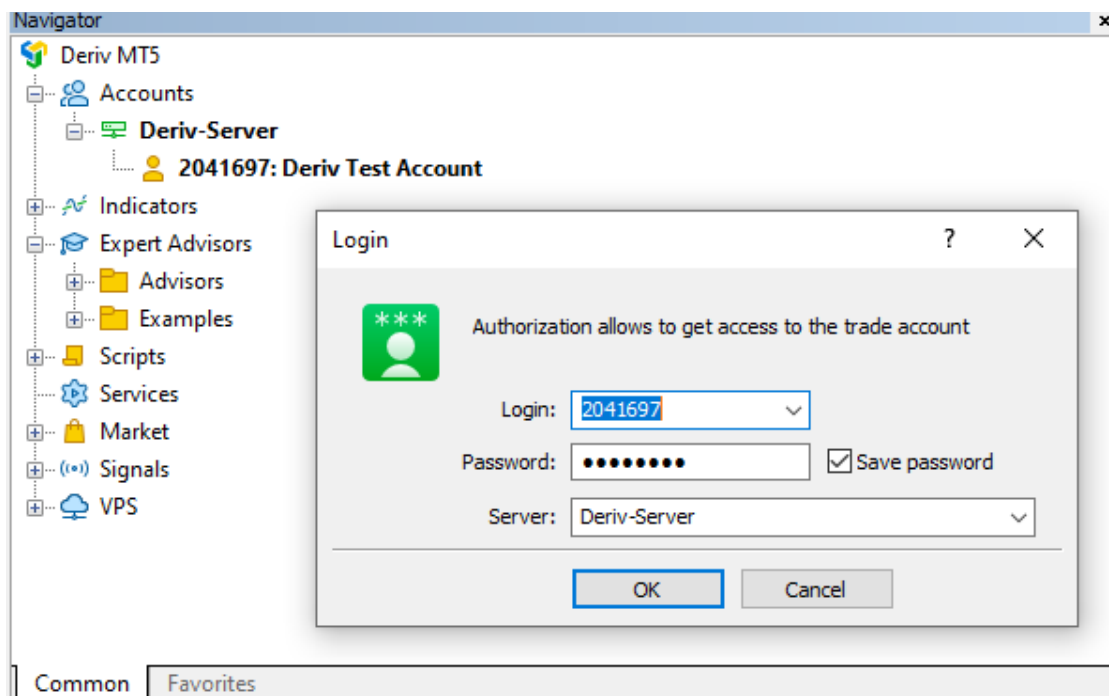 Navigator
Deriv MT5
Accounts
Deriv-Server
2041697: Deriv Test Account
Indicators
Expert Advisors
Advisors
Examples
Scripts
Services
Market
Signals
VPS
Login
?
***
Authorization allows to get access to the trade account
Login: 2041697
Password: ●●●●●●●● Save password
Server: Deriv-Server
OK Cancel
Common Favorites